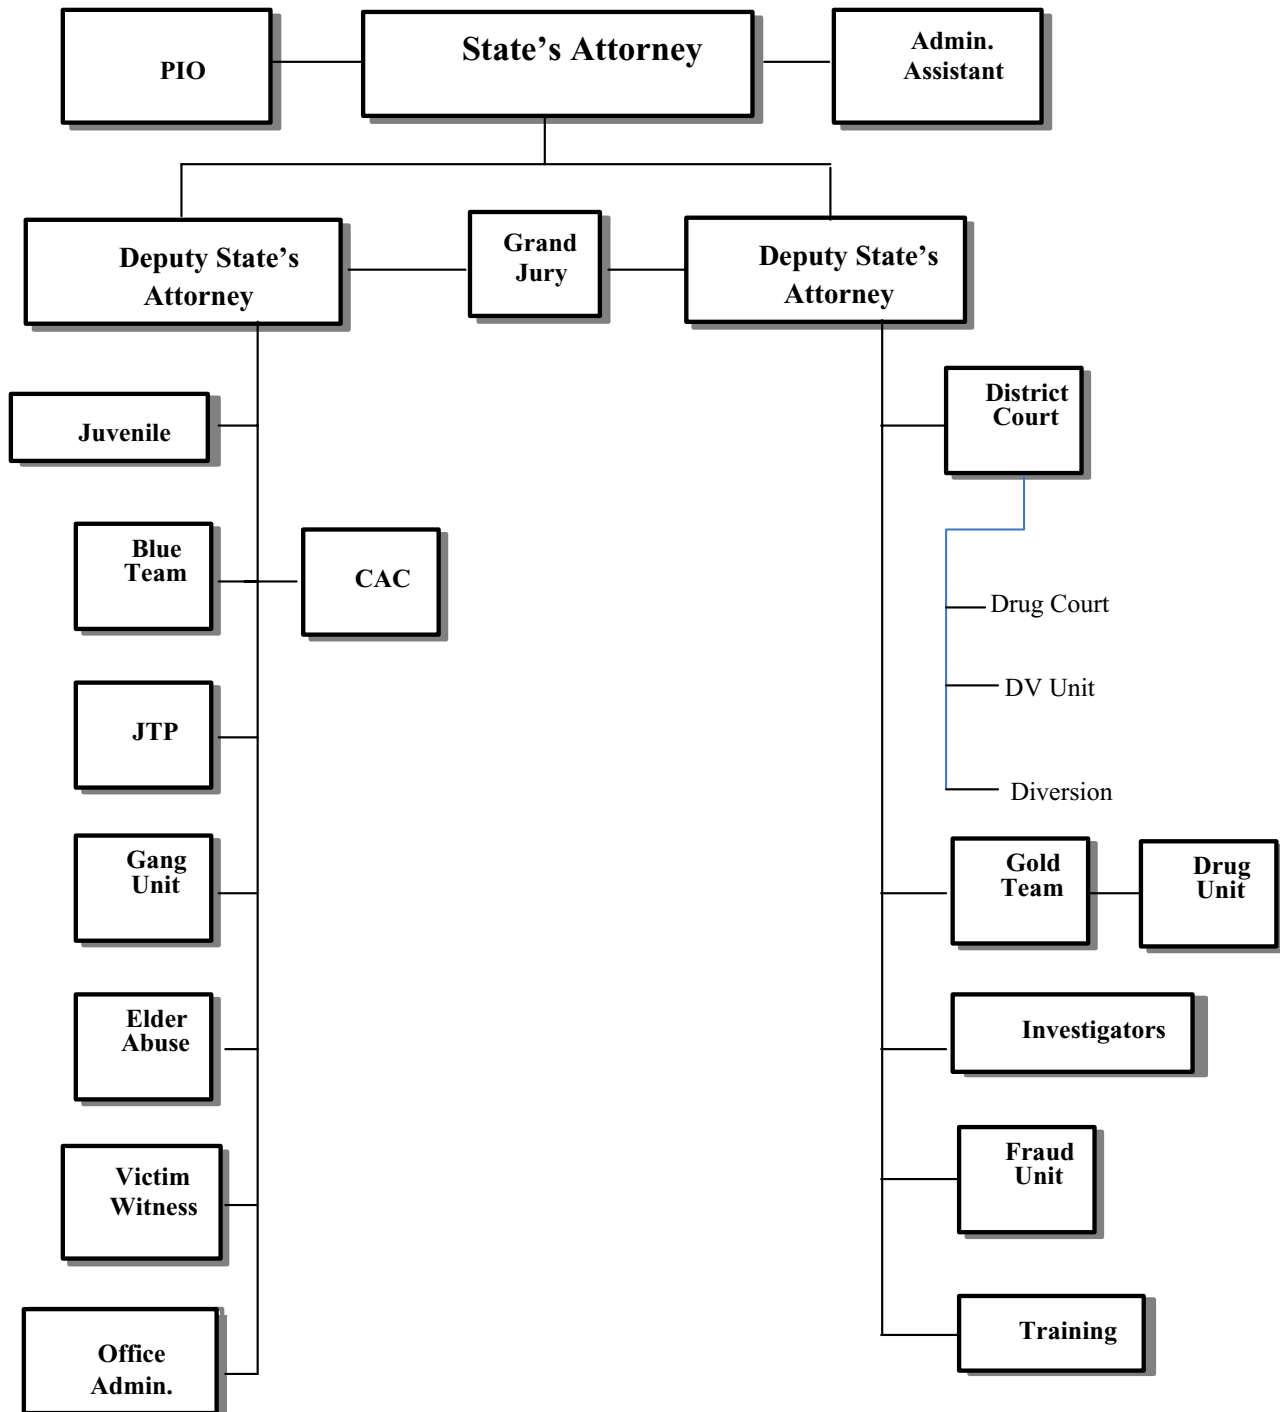 PIO
State’s Attorney
Admin.
Assistant
Deputy State’s
Attorney
Grand
Jury
Deputy State’s
Attorney
Juvenile
Blue
Team
CAC
JTP
Gang
Unit
Elder
Abuse
Victim
Witness
Office
Admin.
District
Court
Drug Court
DV Unit
Diversion
Gold
Team
Drug
Unit
Investigators
Fraud
Unit
Training